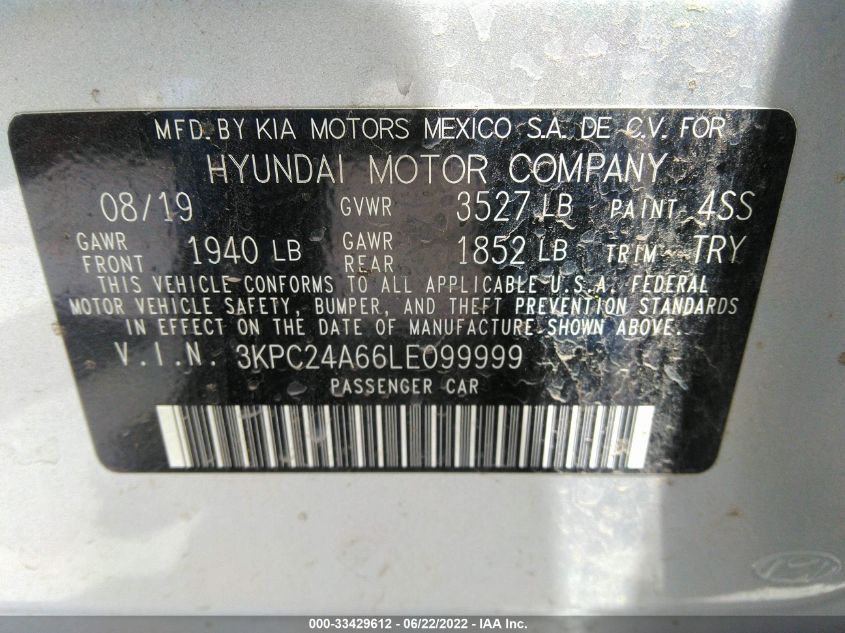 MFD. BY KIA MOTORS MEXICO S.A. DE C.V. FOR
HYUNDAI MOTOR COMPANY
08/19 GVWR 3527 LB PAINT 4SS
GAWR FRONT 1940 LB GAWR REAR 1852 LB TRIM TRY
THIS VEHICLE CONFORMS TO ALL APPLICABLE U.S.A. FEDERAL
MOTOR VEHICLE SAFETY, BUMPER, AND THEFT PREVENTION STANDARDS
IN EFFECT ON THE DATE OF MANUFACTURE SHOWN ABOVE.
V.I.N. 3KPC24A66LE099999
PASSENGER CAR
000-33429612 - 06/22/2022 - IAA Inc.